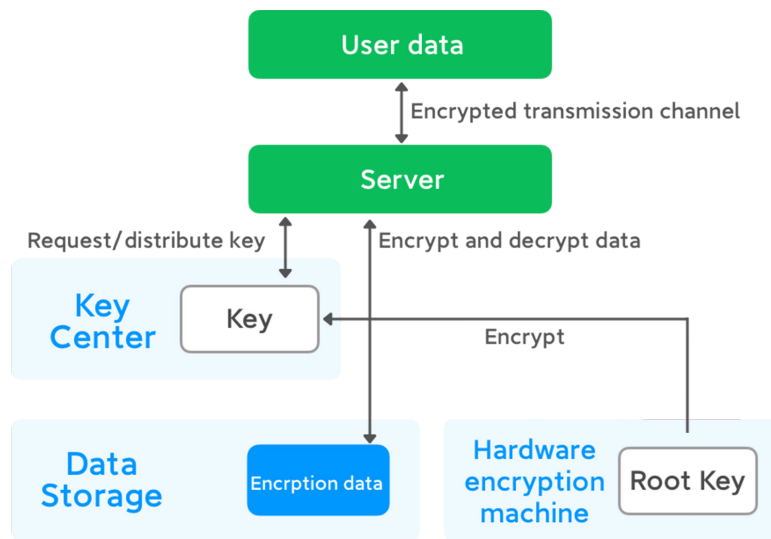 User data
Encrypted transmission channel
Server
Request/distribute key
Encrypt and decrypt data
Key
Center
Key
Encrypt
Data
Storage
Encrption data
Hardware
encryption
machine
Root Key